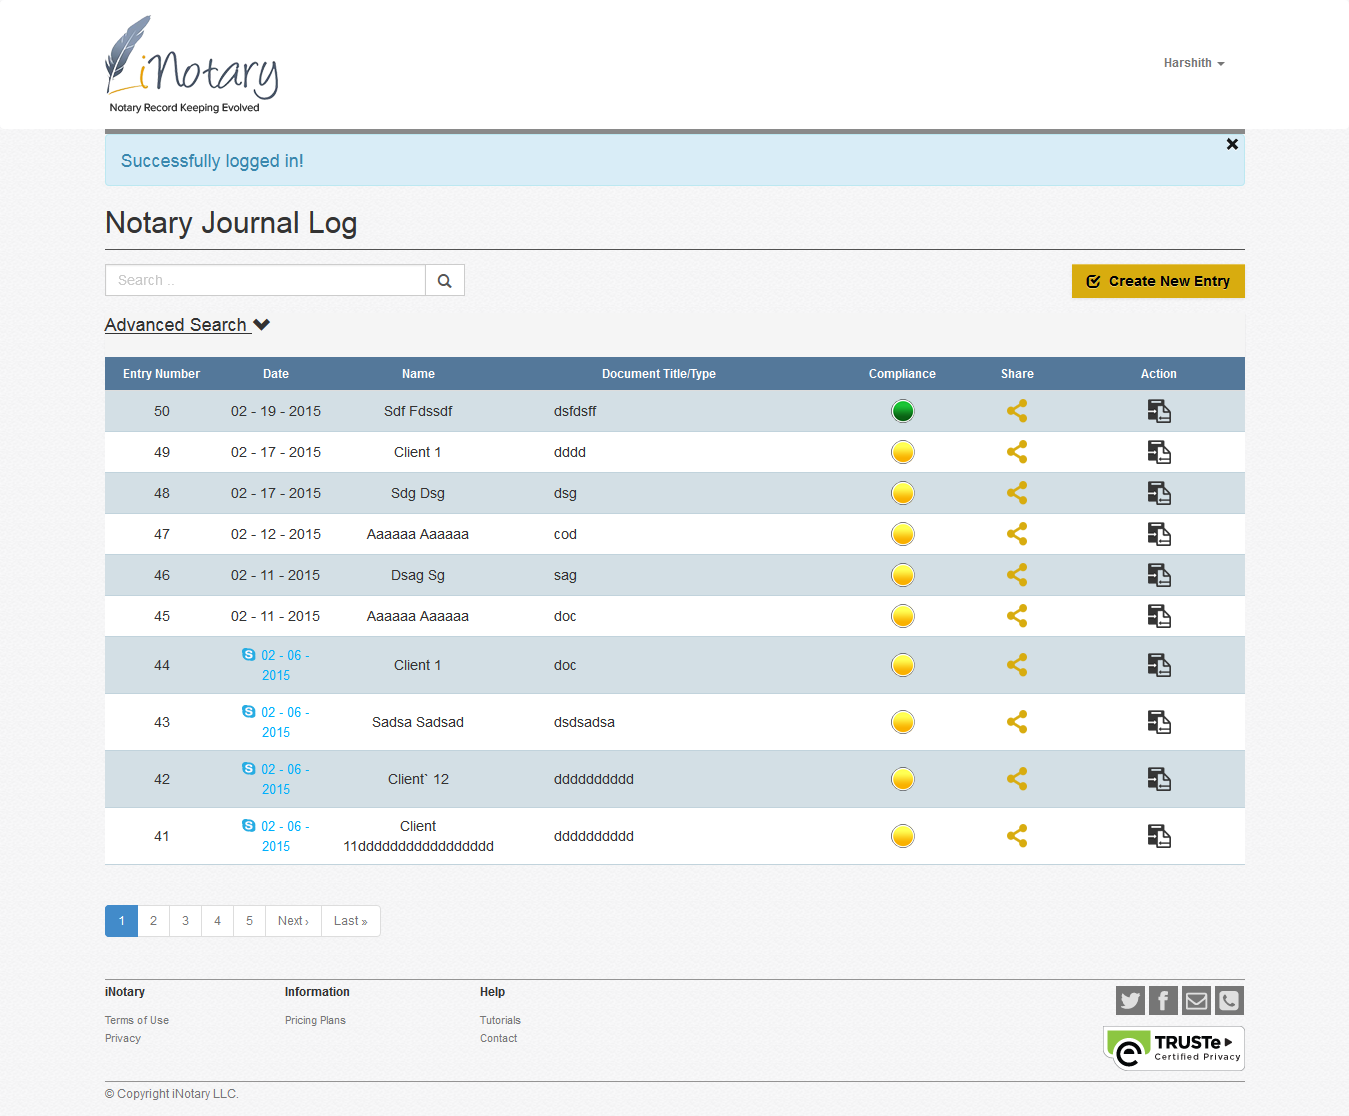 iNotary
Notary Record Keeping Evolved
Harshith
Successfully logged in!
Notary Journal Log
Search ..
Create New Entry
Advanced Search
Entry Number Date Name Document Title/Type Compliance Share Action
50 02 - 19 - 2015 Sdf Fdssdf dsfdsff
49 02 - 17 - 2015 Client 1 dddd
48 02 - 17 - 2015 Sdg Dsg dsg
47 02 - 12 - 2015 Aaaaaa Aaaaaa cod
46 02 - 11 - 2015 Dsag Sg sag
45 02 - 11 - 2015 Aaaaaa Aaaaaa doc
44 02 - 06 - 2015 Client 1 doc
43 02 - 06 - 2015 Sadsa Sadsad dsdsadsa
42 02 - 06 - 2015 Client` 12 dddddddddd
41 02 - 06 - 2015 Client 11ddddddddddddddddd dddddddddd
1 2 3 4 5 Next › Last »
iNotary Information Help
Terms of Use Pricing Plans Tutorials
Privacy Contact
TRUSTe
Certified Privacy
© Copyright iNotary LLC.